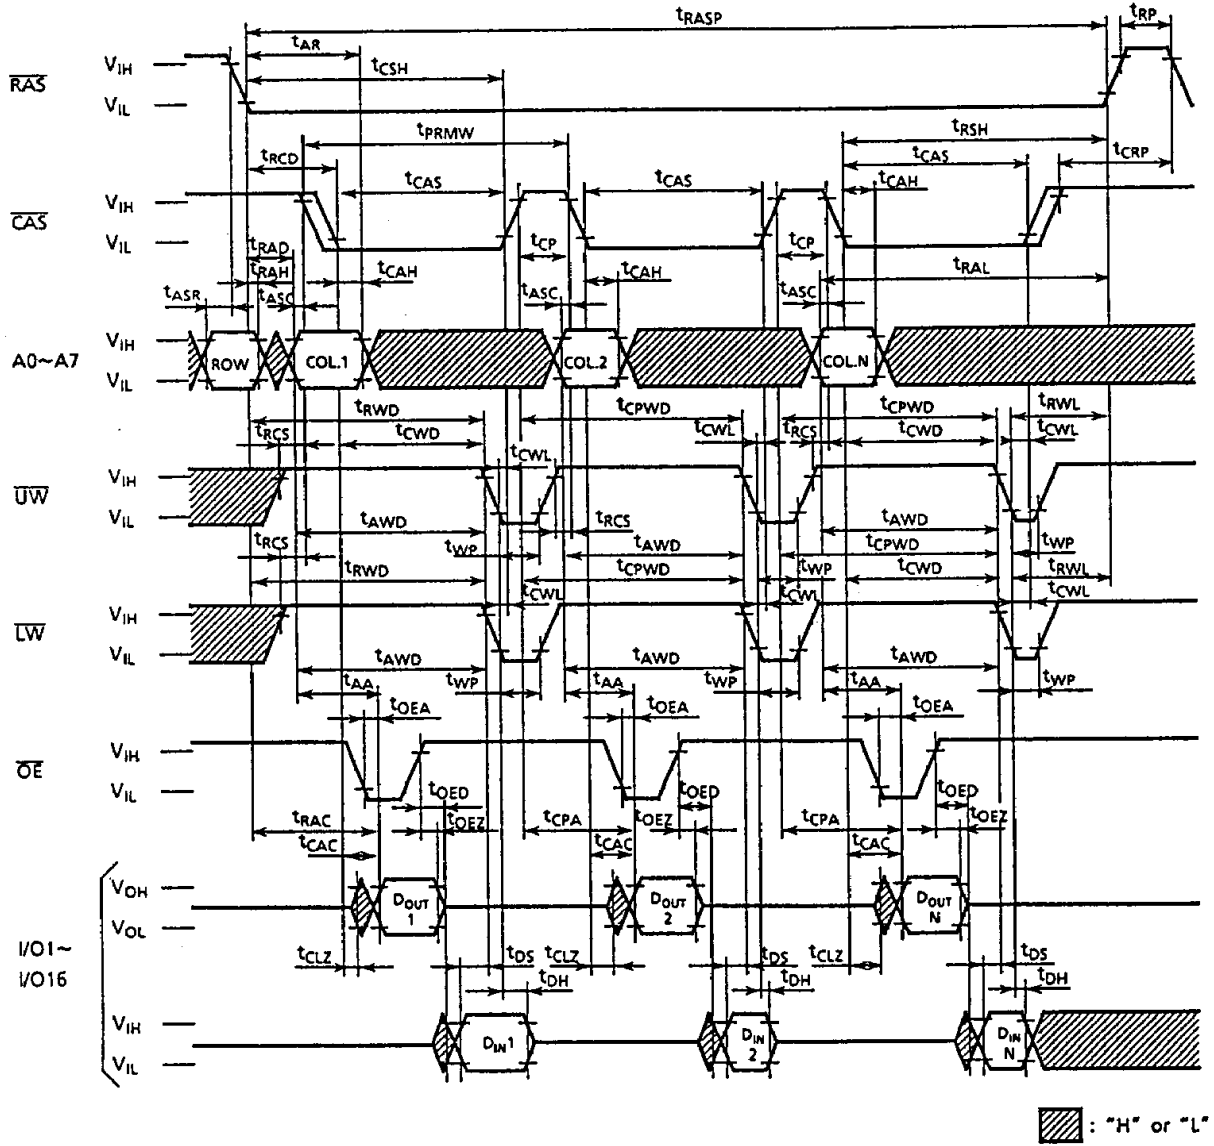 tRASP tRP
tAR
tCSH
RAS VIH
VIL
tPRMW tRSH
tRCD tCAS tCRP
tCAS tCAS tCAH
CAS VIH
VIL
tRAD tCP tCP
tRAH tCAH tCAH tRAL
tASR tASC tASC tASC
A0~A7 VIH
VIL
ROW COL.1 COL.2 COL.N
tRWD tCPWD tCPWD tRWL
tRCS tCWD tCWL tRCS tCWD tCWL
tCWL
UW VIH
VIL
tAWD tRCS tAWD
tRCS tWP tAWD tCPWD tWP
tRWD tCPWD tWP tCWD tRWL
tCWL tCWL tCWL
LW VIH
VIL
tAWD tAWD tAWD
tAA tWP tAA tWP tAA tWP
tOEA tOEA tOEA
OE VIH
VIL
tOED tOED tOED
tRAC tOEZ tCPA tOEZ tCPA tOEZ
tCAC tCAC tCAC
VOH
VOL
DOUT 1
DOUT 2
DOUT N
I/O1~
I/O16
tCLZ tDS tCLZ tDS tCLZ tDS
tDH tDH tDH
VIH
VIL
DIN 1
DIN 2
DIN N
: "H" or "L"